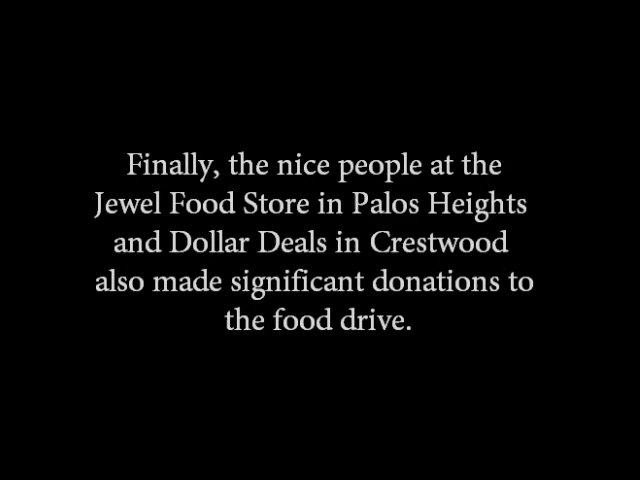 Finally, the nice people at the
Jewel Food Store in Palos Heights
and Dollar Deals in Crestwood
also made significant donations to
the food drive.